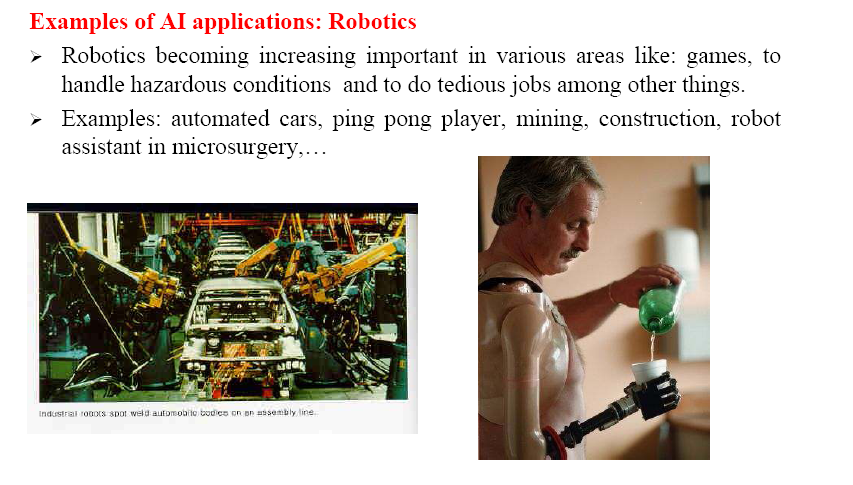 Examples of AI applications: Robotics
➢ Robotics becoming increasing important in various areas like: games, to
handle hazardous conditions and to do tedious jobs among other things.
➢ Examples: automated cars, ping pong player, mining, construction, robot
assistant in microsurgery,…
Industrial robots spot weld automobile bodies on an assembly line.